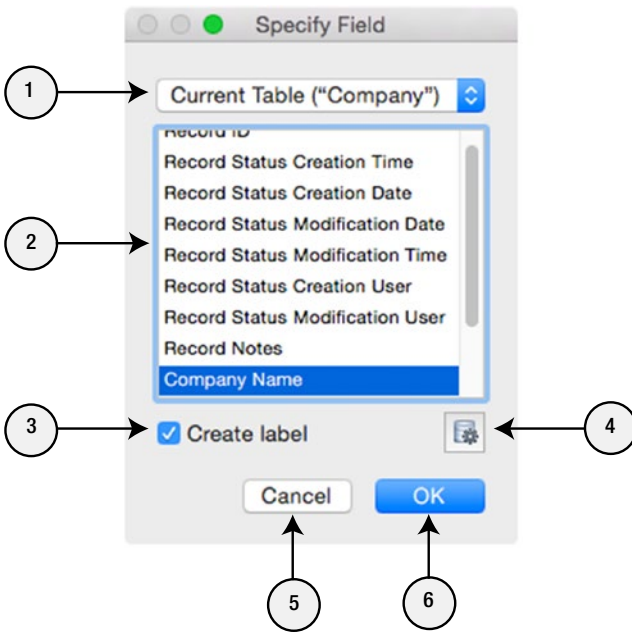 Specify Field
1
Current Table ("Company")
Record ID
Record Status Creation Time
Record Status Creation Date
2
Record Status Modification Date
Record Status Modification Time
Record Status Creation User
Record Status Modification User
Record Notes
Company Name
3
Create label
4
Cancel
OK
5
6